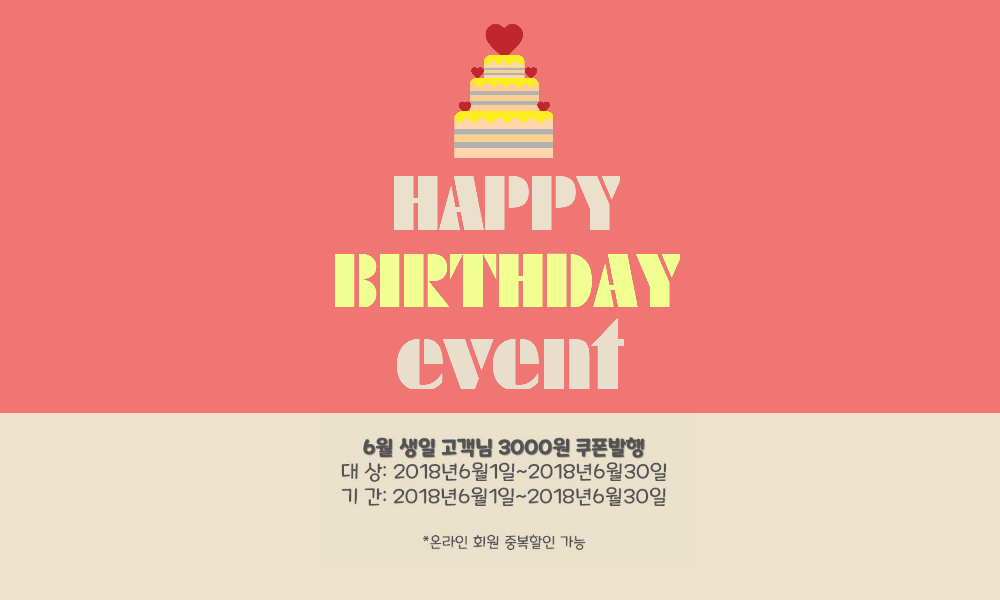 HAPPY
BIRTHDAY
event
6월 생일 고객님 3000원 쿠폰발행
대 상: 2018년6월1일~2018년6월30일
기 간: 2018년6월1일~2018년6월30일
*온라인 회원 중복할인 가능